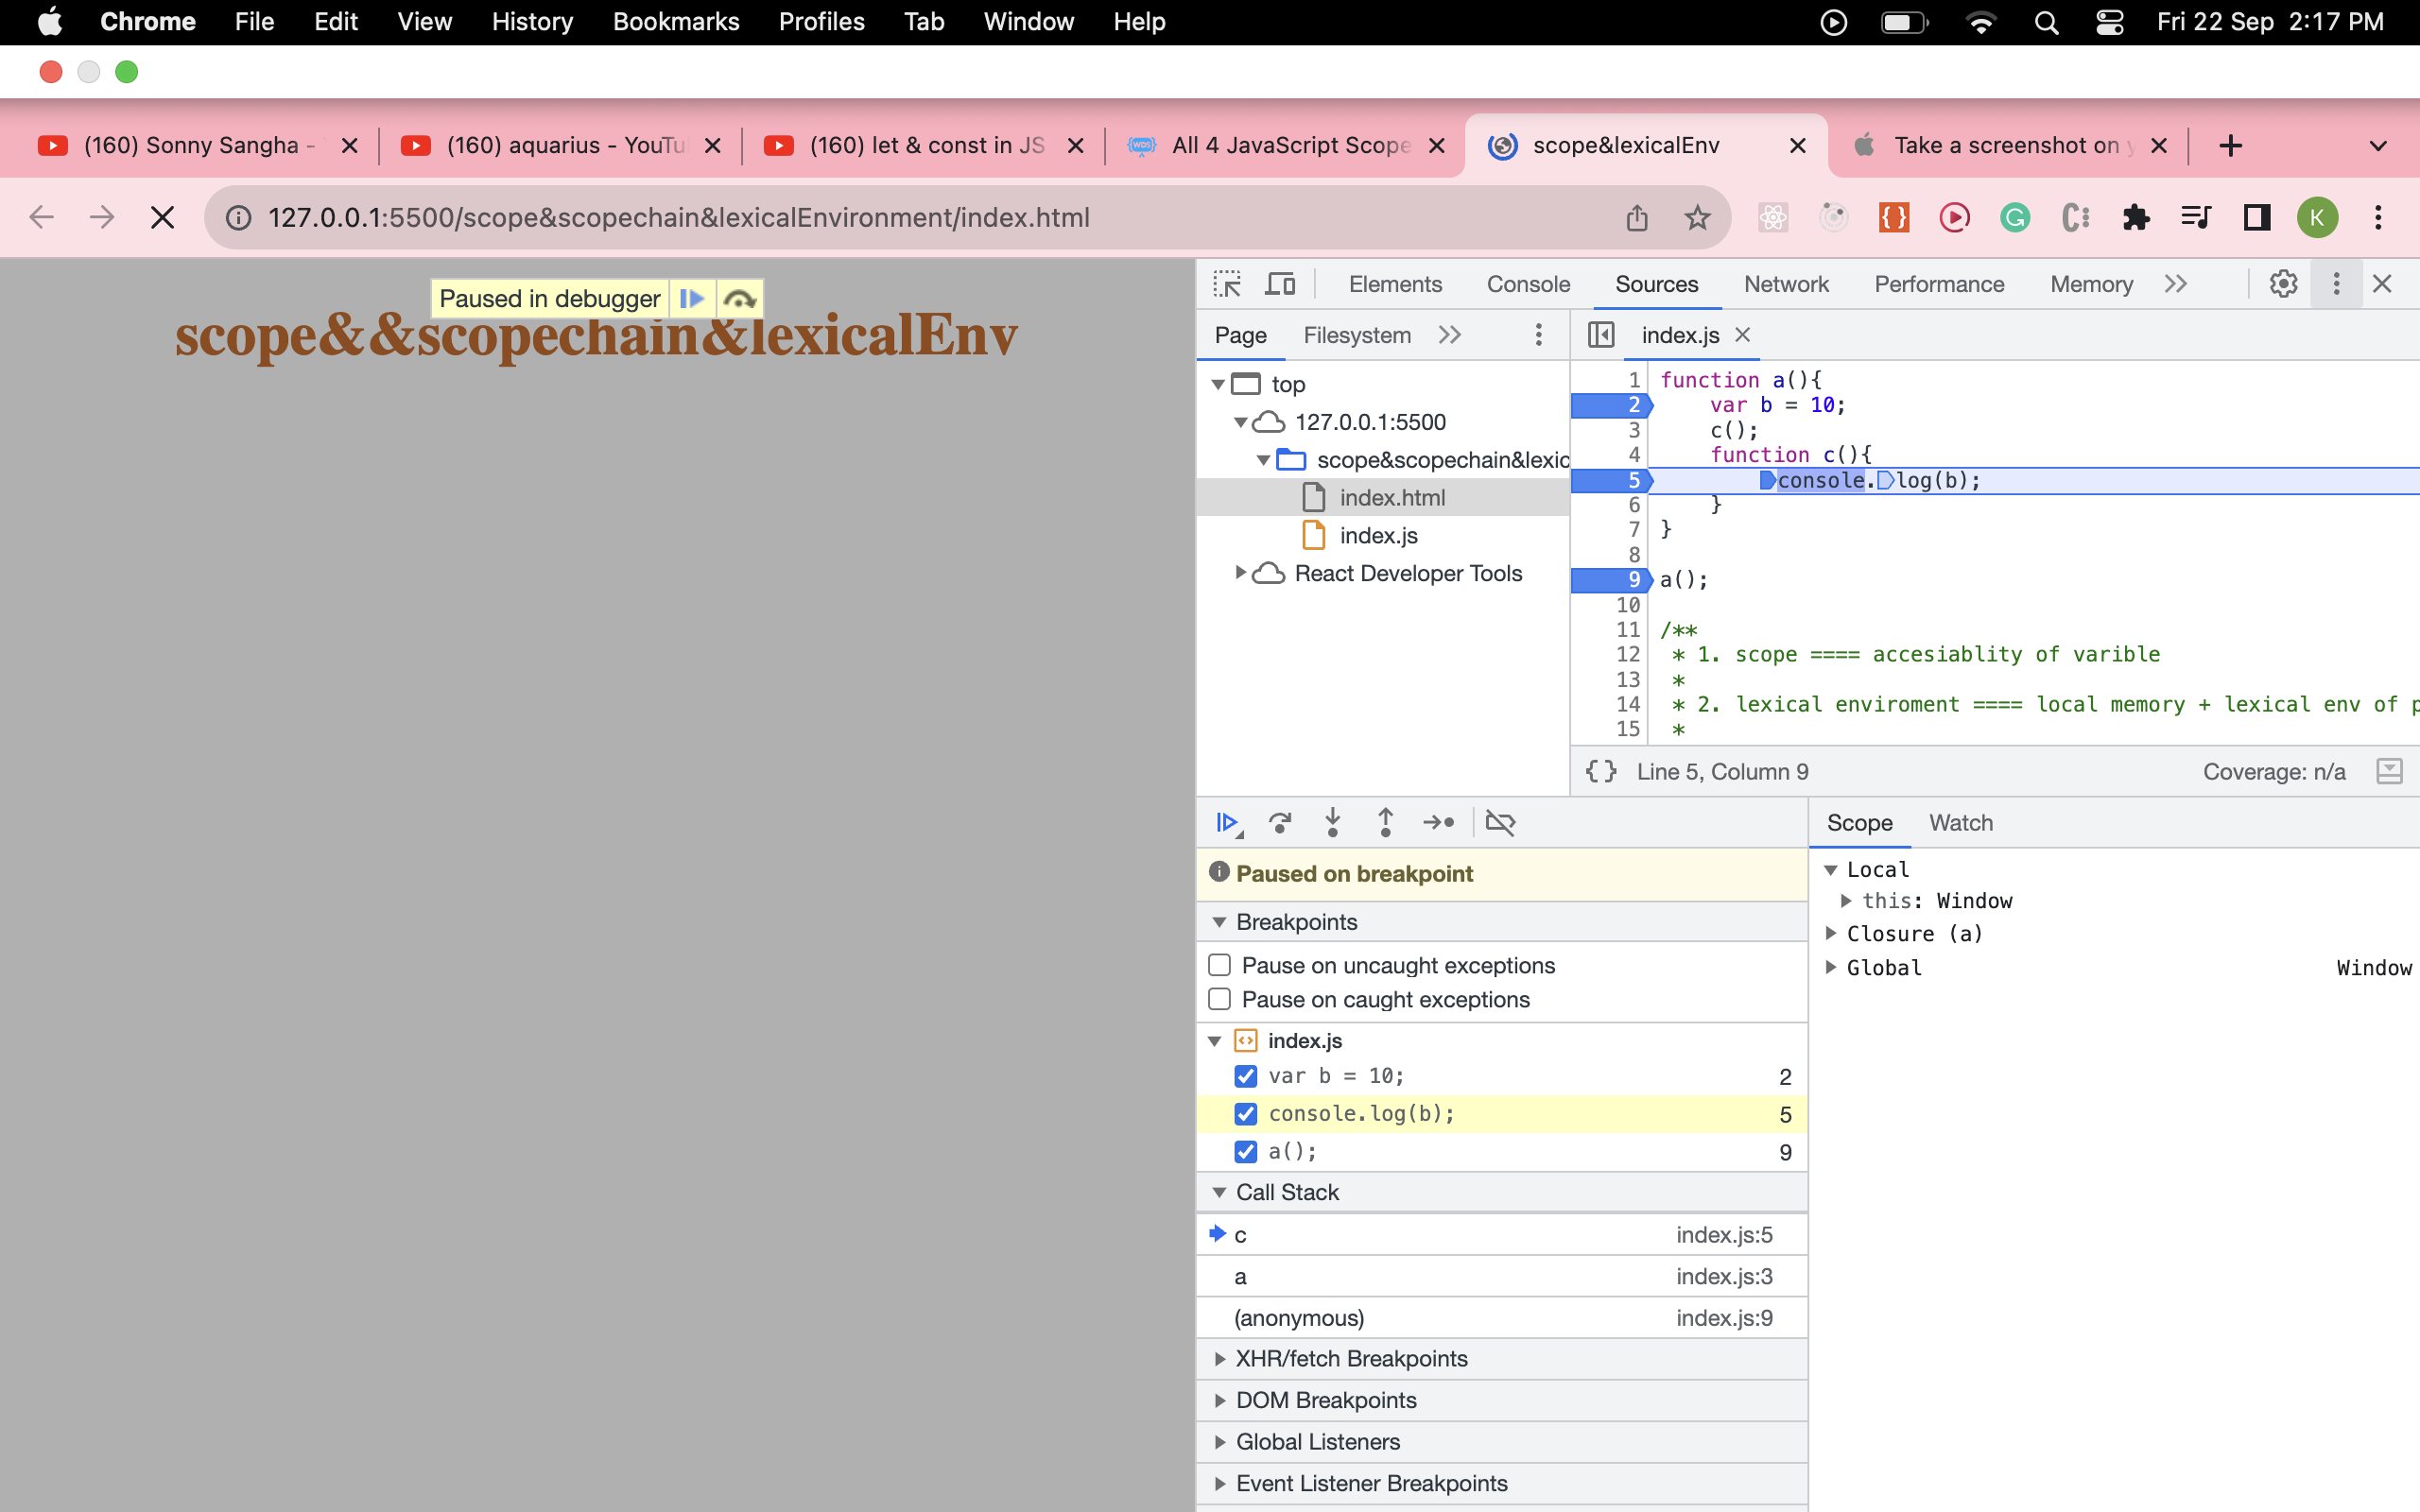 Chrome File Edit View History Bookmarks Profiles Tab Window Help Fri 22 Sep 2:17 PM
(160) Sonny Sangha - (160) aquarius - YouTu (160) let & const in JS All 4 JavaScript Scope scope&lexicalEnv Take a screenshot on y
127.0.0.1:5500/scope&scopechain&lexicalEnvironment/index.html K
Paused in debugger
scope&&scopechain&lexicalEnv
Elements Console Sources Network Performance Memory
Page Filesystem
index.js
top
127.0.0.1:5500
scope&scopechain&lexic
index.html
index.js
React Developer Tools
1 function a(){
2 var b = 10;
3 c();
4 function c(){
5 console.log(b);
6 }
7 }
8
9 a();
10
11 /**
12 * 1. scope ==== accesiablity of varible
13 *
14 * 2. lexical enviroment ==== local memory + lexical env of p
15 *
{} Line 5, Column 9 Coverage: n/a
Paused on breakpoint
Breakpoints
Pause on uncaught exceptions
Pause on caught exceptions
index.js
var b = 10; 2
console.log(b); 5
a(); 9
Call Stack
c index.js:5
a index.js:3
(anonymous) index.js:9
XHR/fetch Breakpoints
DOM Breakpoints
Global Listeners
Event Listener Breakpoints
Scope Watch
Local
this: Window
Closure (a)
Global Window